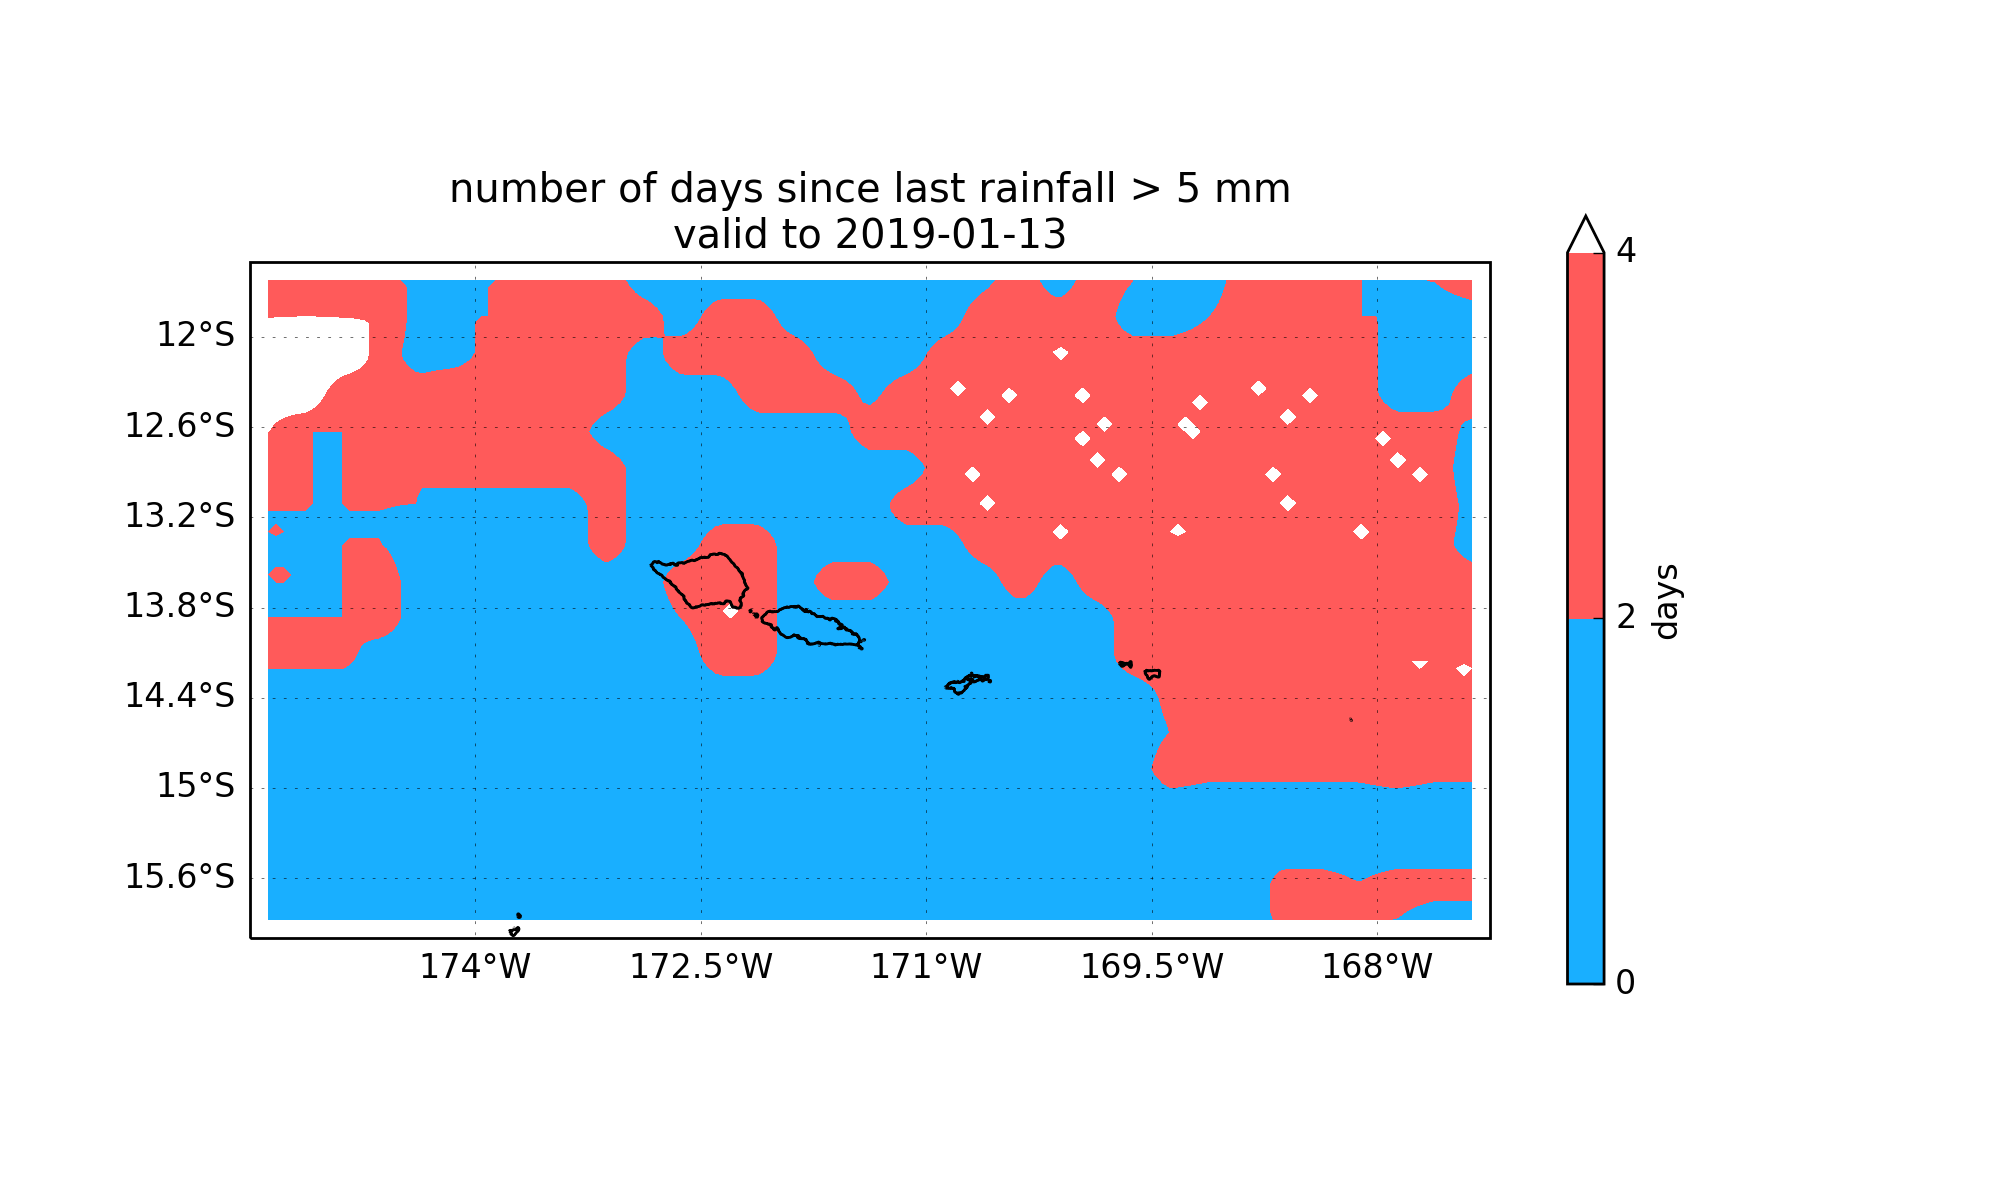 number of days since last rainfall > 5 mm
valid to 2019-01-13
12°S
12.6°S
13.2°S
13.8°S
14.4°S
15°S
15.6°S
174°W 172.5°W 171°W 169.5°W 168°W
4
2
0
days